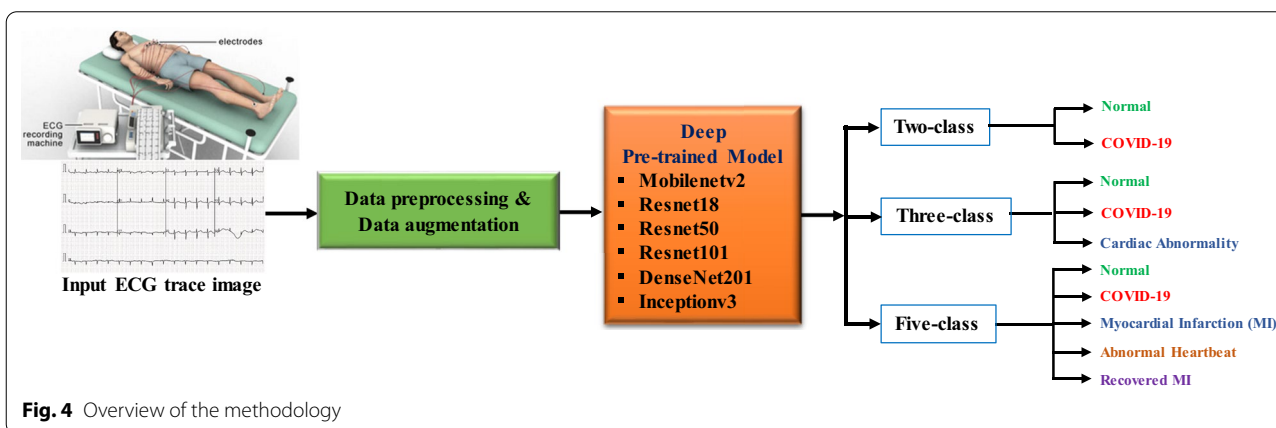 electrodes
ECG
recording
machine
Input ECG trace image
Data preprocessing &
Data augmentation
Deep
Pre-trained Model
▪ Mobilenetv2
▪ Resnet18
▪ Resnet50
▪ Resnet101
▪ DenseNet201
▪ Inceptionv3
Two-class
Normal
COVID-19
Three-class
Normal
COVID-19
Cardiac Abnormality
Five-class
Normal
COVID-19
Myocardial Infarction (MI)
Abnormal Heartbeat
Recovered MI
Fig. 4 Overview of the methodology